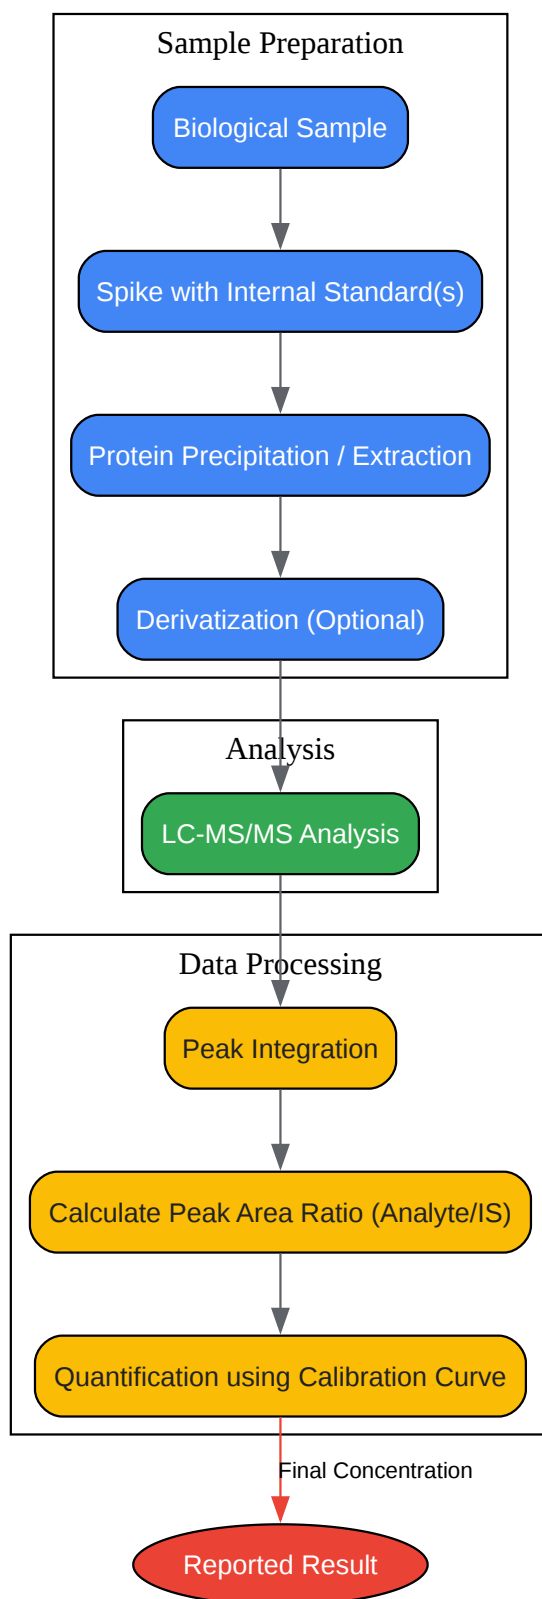 Sample Preparation
Biological Sample
Spike with Internal Standard(s)
Protein Precipitation / Extraction
Derivatization (Optional)
Analysis
LC-MS/MS Analysis
Data Processing
Peak Integration
Calculate Peak Area Ratio (Analyte/IS)
Quantification using Calibration Curve
Final Concentration
Reported Result